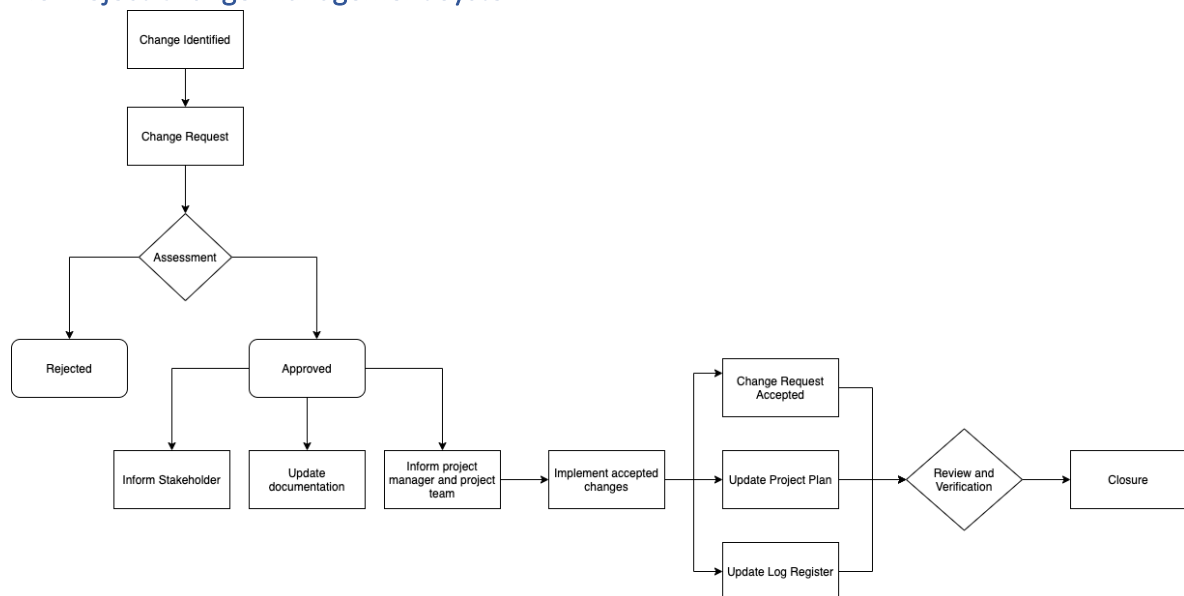 Change Identified
Change Request
Assessment
Rejected
Approved
Inform Stakeholder
Update
documentation
Inform project
manager and project
team
Implement accepted
changes
Change Request
Accepted
Update Project Plan
Update Log Register
Review and
Verification
Closure